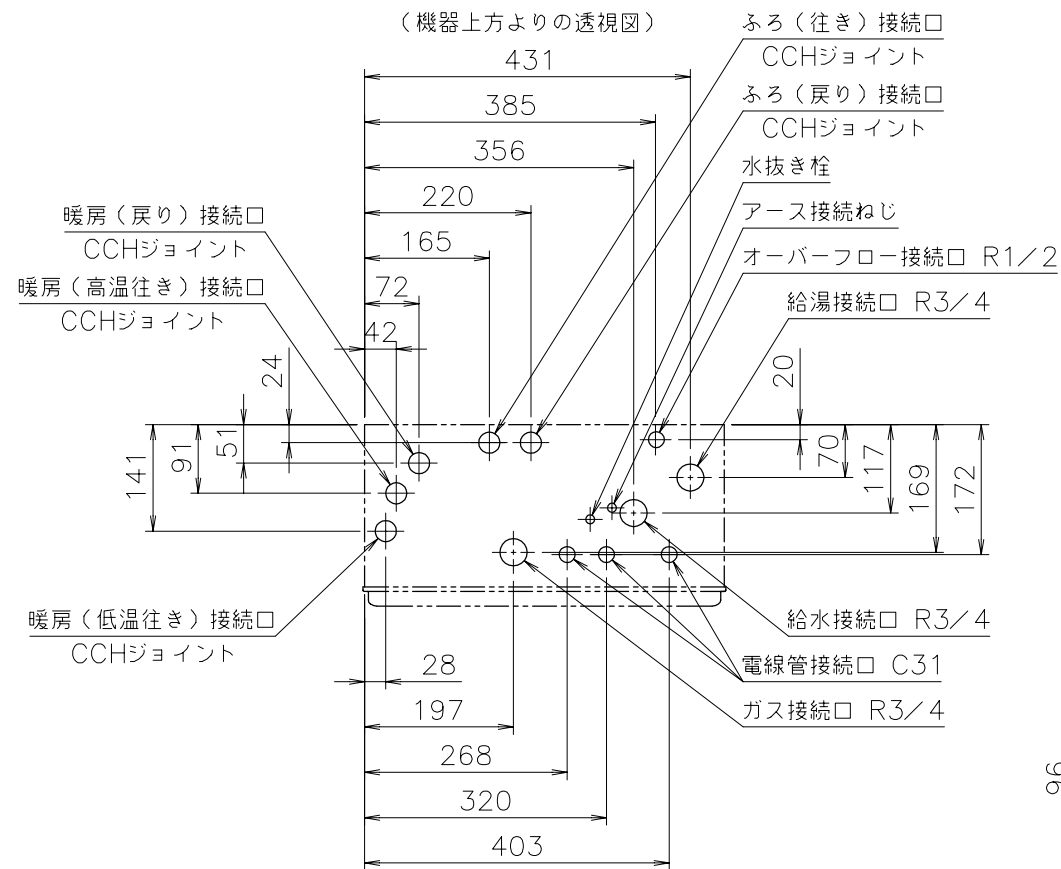 (機器上方よりの透視図)
ふろ(往き)接続口
CCHジョイント
431
ふろ(戻り)接続口
CCHジョイント
385
356
水抜き栓
220
アース接続ねじ
暖房(戻り)接続口
CCHジョイント
165
オーバーフロー接続口 R1/2
暖房(高温往き)接続口
CCHジョイント
72
給湯接続口 R3/4
42
24
20
51
91
141
70
117
169
172
暖房(低温往き)接続口
CCHジョイント
給水接続口 R3/4
28
電線管接続口 C31
197
ガス接続口 R3/4
268
96
320
403